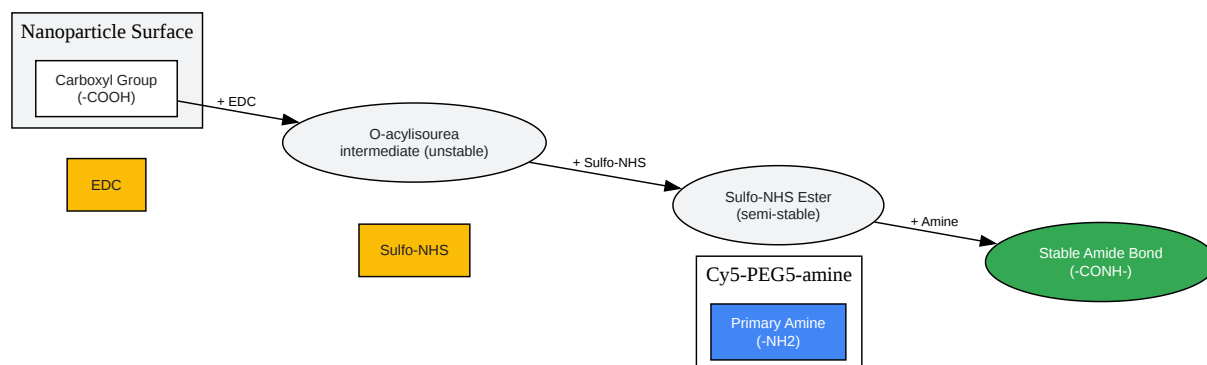 Nanoparticle Surface
Carboxyl Group
(-COOH)
+ EDC
O-acylisourea
intermediate (unstable)
+ Sulfo-NHS
EDC
Sulfo-NHS Ester
(semi-stable)
+ Amine
Sulfo-NHS
Stable Amide Bond
(-CONH-)
Cy5-PEG5-amine
Primary Amine
(-NH2)